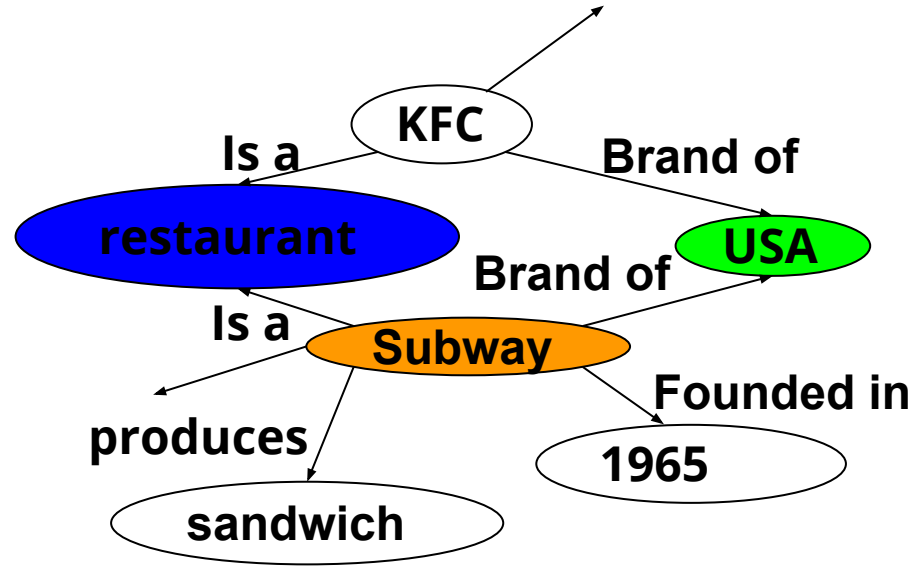 KFC
Is a
Brand of
restaurant
USA
Brand of
Is a
Subway
Founded in
produces
1965
sandwich